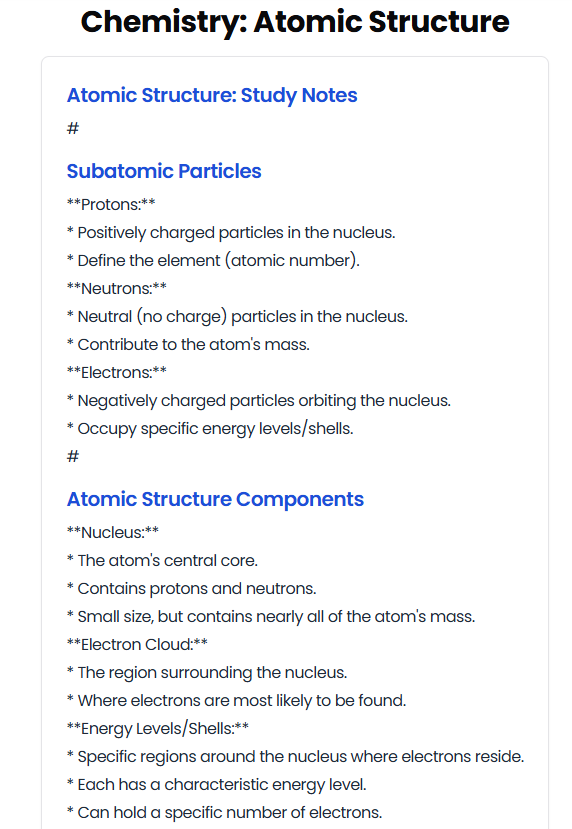 Chemistry: Atomic Structure
Atomic Structure: Study Notes
#
Subatomic Particles
**Protons:**
* Positively charged particles in the nucleus.
* Define the element (atomic number).
**Neutrons:**
* Neutral (no charge) particles in the nucleus.
* Contribute to the atom's mass.
**Electrons:**
* Negatively charged particles orbiting the nucleus.
* Occupy specific energy levels/shells.
#
Atomic Structure Components
**Nucleus:**
* The atom's central core.
* Contains protons and neutrons.
* Small size, but contains nearly all of the atom's mass.
**Electron Cloud:**
* The region surrounding the nucleus.
* Where electrons are most likely to be found.
**Energy Levels/Shells:**
* Specific regions around the nucleus where electrons reside.
* Each has a characteristic energy level.
* Can hold a specific number of electrons.